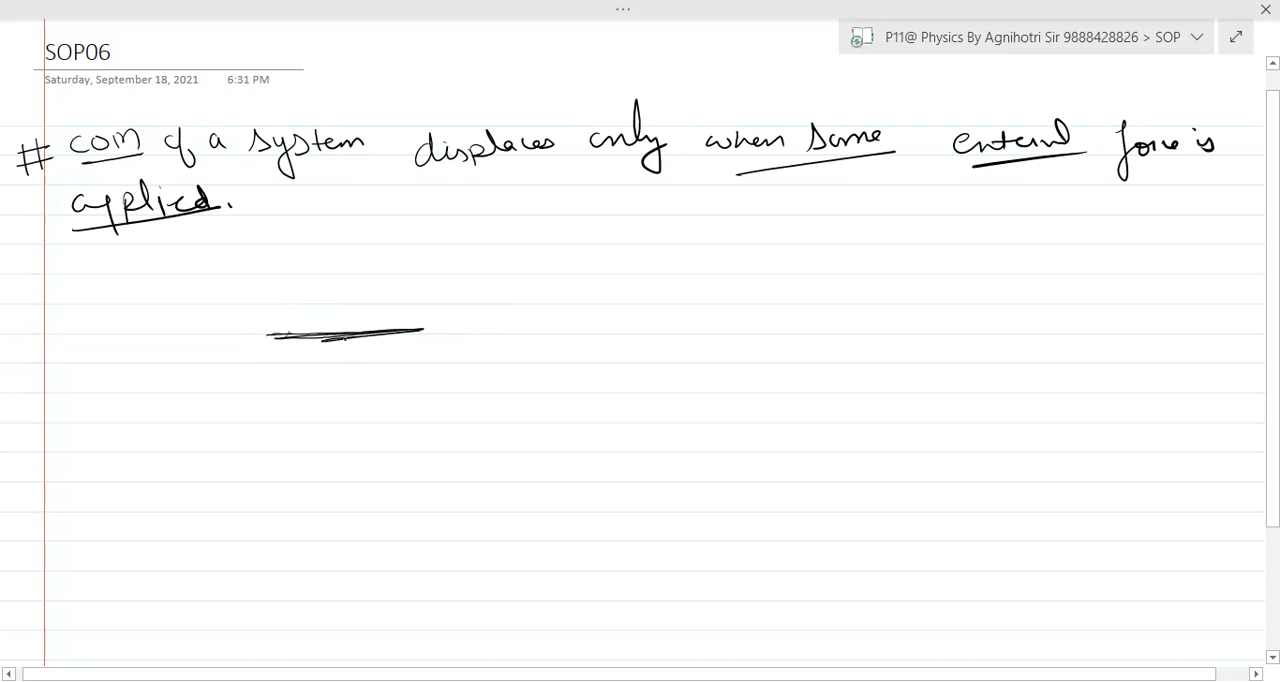 ...
P11@ Physics By Agnihotri Sir 9888428826 > SOP
SOP06
Saturday, September 18, 2021 6:31 PM
# COM of a system displaces only when some external force is
applied.